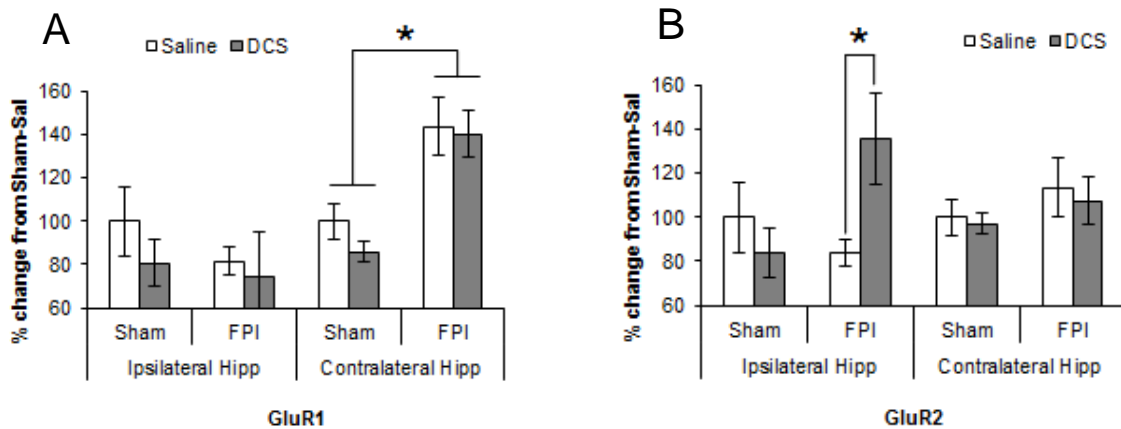 A
Saline DCS
*
% change from Sham-Sal
160
140
120
100
80
60
Sham FPI Sham FPI
Ipsilateral Hipp Contralateral Hipp
GluR1
B
Saline DCS
*
% change from Sham-Sal
160
140
120
100
80
60
Sham FPI Sham FPI
Ipsilateral Hipp Contralateral Hipp
GluR2